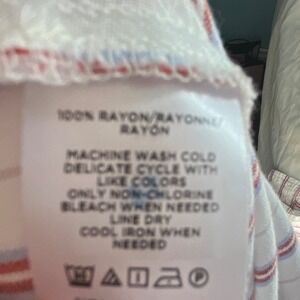 100% RAYON/RAYONNE/
RAYÓN
MACHINE WASH COLD
DELICATE CYCLE WITH
LIKE COLORS
ONLY NON-CHLORINE
BLEACH WHEN NEEDED
LINE DRY
COOL IRON WHEN
NEEDED